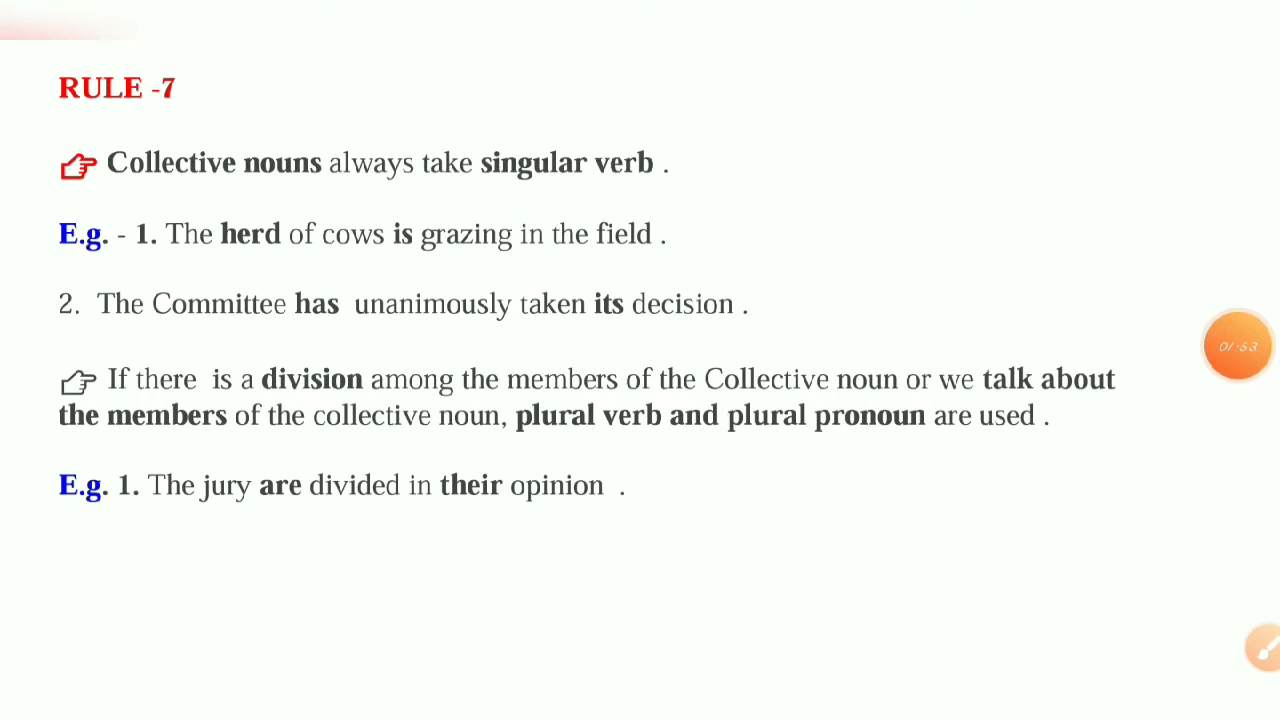 RULE -7
Collective nouns always take singular verb .
E.g. - 1. The herd of cows is grazing in the field .
2. The Committee has unanimously taken its decision .
If there is a division among the members of the Collective noun or we talk about
the members of the collective noun, plural verb and plural pronoun are used .
E.g. 1. The jury are divided in their opinion .
01:53